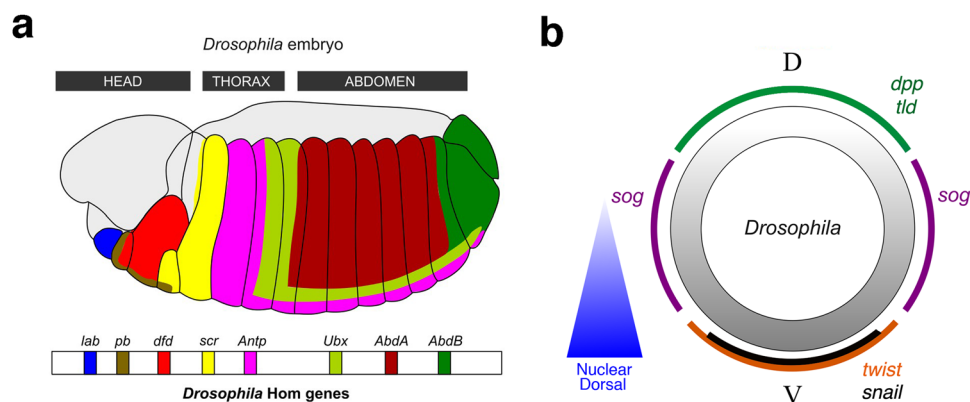 a
Drosophila embryo
HEAD THORAX ABDOMEN
lab pb dfd scr Antp Ubx AbdA AbdB
Drosophila Hom genes
b
D
dpp
tld
sog
sog
Drosophila
Nuclear
Dorsal
twist
snail
V